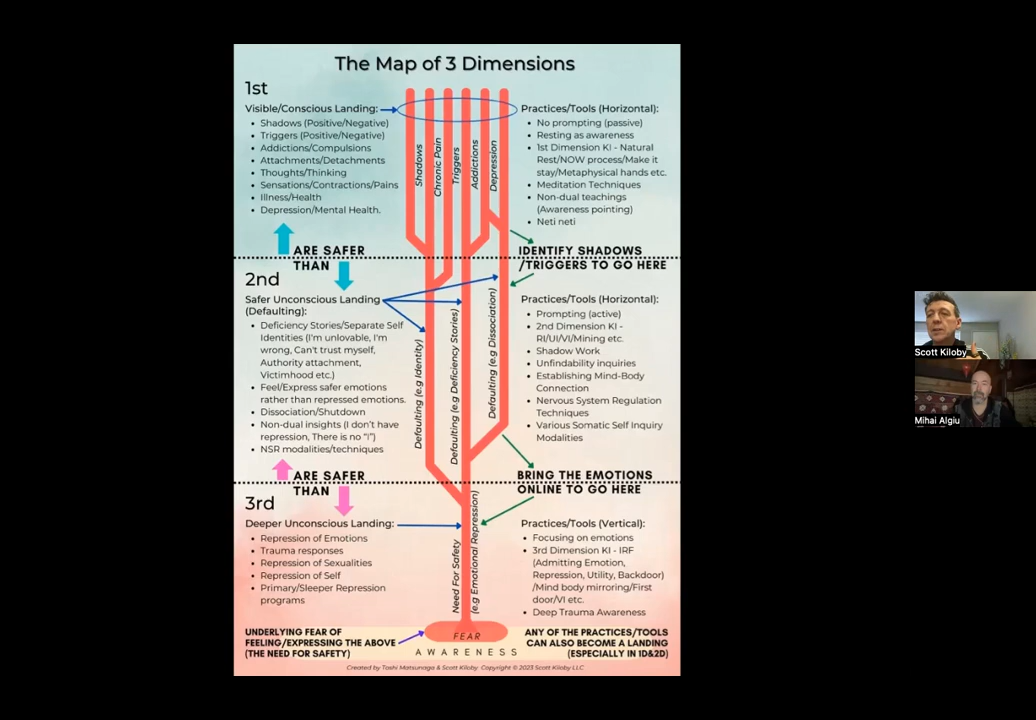 The Map of 3 Dimensions
1st
Visible/Conscious Landing:
• Shadows (Positive/Negative)
• Triggers (Positive/Negative)
• Addictions/Compulsions
• Attachments/Detachments
• Thoughts/Thinking
• Sensations/Contractions/Pains
• Illness/Health
• Depression/Mental Health.
Shadows
Chronic Pain
Triggers
Addictions
Depression
Practices/Tools (Horizontal):
• No prompting (passive)
• Resting as awareness
• 1st Dimension KI - Natural
Rest/NOW process/Make it
stay/Metaphysical hands etc.
• Meditation Techniques
• Non-dual teachings
(Awareness pointing)
• Neti neti
ARE SAFER
THAN
IDENTIFY SHADOWS
/TRIGGERS TO GO HERE
2nd
Safer Unconscious Landing
(Defaulting):
• Deficiency Stories/Separate Self
Identities (I'm unlovable, I'm
wrong, Can't trust myself,
Authority attachment,
Victimhood etc.)
• Feel/Express safer emotions
rather than repressed emotions.
• Dissociation/Shutdown
• Non-dual insights (I don't have
repression, There is no "I")
• NSR modalities/techniques
Defaulting (e.g Identity)
Defaulting (e.g Deficiency Stories)
Defaulting (e.g Dissociation)
Practices/Tools (Horizontal):
• Prompting (active)
• 2nd Dimension KI -
RI/UI/VI/Mining etc.
• Shadow Work
• Unfindability inquiries
• Establishing Mind-Body
Connection
• Nervous System Regulation
Techniques
• Various Somatic Self Inquiry
Modalities
ARE SAFER
THAN
BRING THE EMOTIONS
ONLINE TO GO HERE
3rd
Deeper Unconscious Landing:
• Repression of Emotions
• Trauma responses
• Repression of Sexualities
• Repression of Self
• Primary/Sleeper Repression
programs
Need For Safety
(e.g Emotional Repression)
Practices/Tools (Vertical):
• Focusing on emotions
• 3rd Dimension KI - IRF
(Admitting Emotion,
Repression, Utility, Backdoor)
/Mind body mirroring/First
door/VI etc.
• Deep Trauma Awareness
UNDERLYING FEAR OF
FEELING/EXPRESSING THE ABOVE
(THE NEED FOR SAFETY)
FEAR
AWARENESS
ANY OF THE PRACTICES/TOOLS
CAN ALSO BECOME A LANDING
(ESPECIALLY IN 1D&2D)
Created by Toshi Matsunaga & Scott Kiloby Copyright © 2023 Scott Kiloby LLC
Scott Kiloby
Mihai Algiu